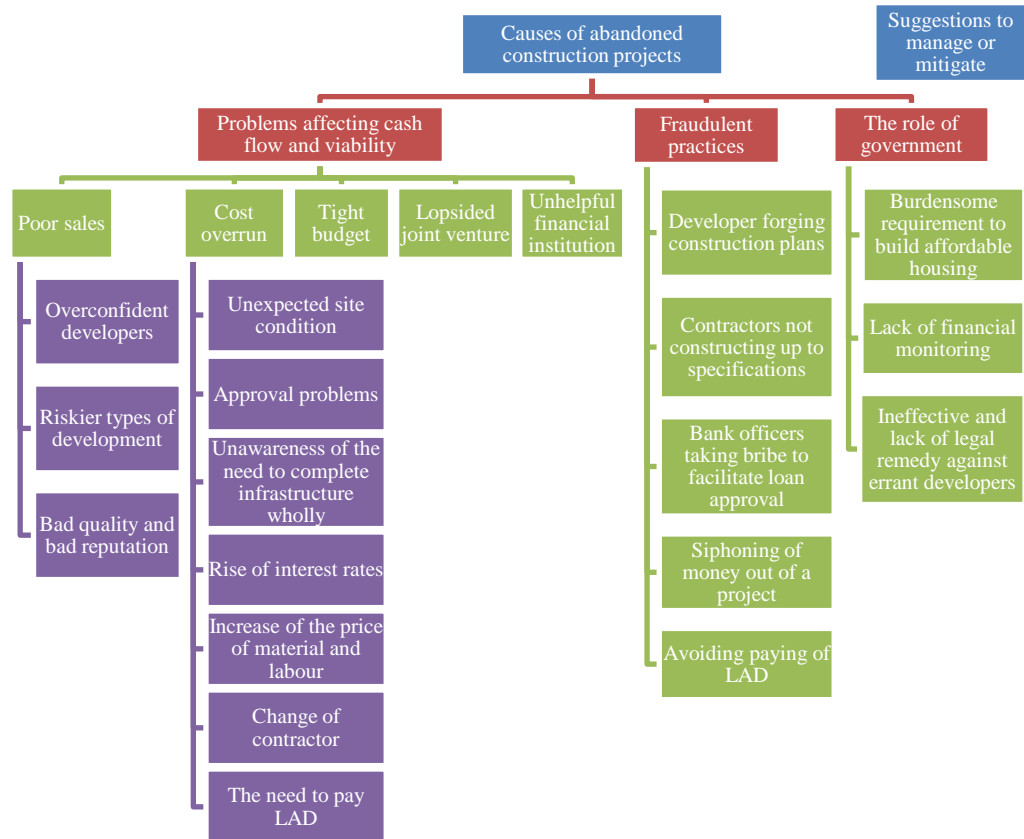 Causes of abandoned
construction projects
Suggestions to
manage or
mitigate
Problems affecting cash
flow and viability
Fraudulent
practices
The role of
government
Poor sales
Cost
overrun
Tight
budget
Lopsided
joint venture
Unhelpful
financial
institution
Overconfident
developers
Riskier types of
development
Bad quality and
bad reputation
Unexpected site
condition
Approval problems
Unawareness of the
need to complete
infrastructure
wholly
Rise of interest rates
Increase of the price
of material and
labour
Change of
contractor
The need to pay
LAD
Developer forging
construction plans
Contractors not
constructing up to
specifications
Bank officers
taking bribe to
facilitate loan
approval
Siphoning of
money out of a
project
Avoiding paying of
LAD
Burdensome
requirement to
build affordable
housing
Lack of financial
monitoring
Ineffective and
lack of legal
remedy against
errant developers